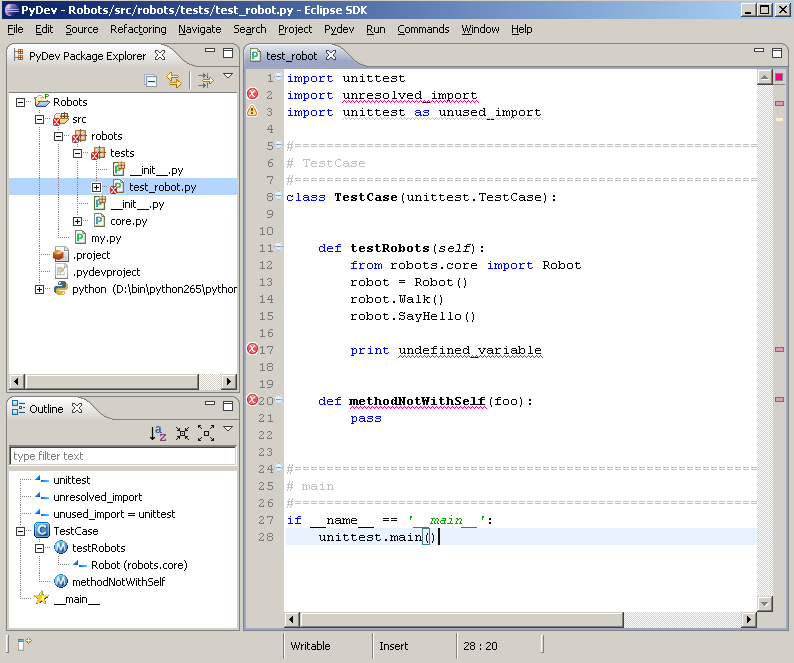 PyDev - Robots/src/robots/tests/test_robot.py - Eclipse SDK
File Edit Source Refactoring Navigate Search Project Pydev Run Commands Window Help
PyDev Package Explorer
Robots
src
robots
tests
__init__.py
test_robot.py
__init__.py
core.py
my.py
.project
.pydevproject
python (D:\bin\python265\python
Outline
type filter text
unittest
unresolved_import
unused_import = unittest
TestCase
testRobots
Robot (robots.core)
methodNotWithSelf
__main__
test_robot
1 import unittest
2 import unresolved_import
3 import unittest as unused_import
4
5 #===========================================================
6 # TestCase
7 #===========================================================
8 class TestCase(unittest.TestCase):
9
10
11 def testRobots(self):
12 from robots.core import Robot
13 robot = Robot()
14 robot.Walk()
15 robot.SayHello()
16
17 print undefined_variable
18
19
20 def methodNotWithSelf(foo):
21 pass
22
23
24 #===========================================================
25 # main
26 #===========================================================
27 if __name__ == '__main__':
28 unittest.main()
Writable Insert 28 : 20